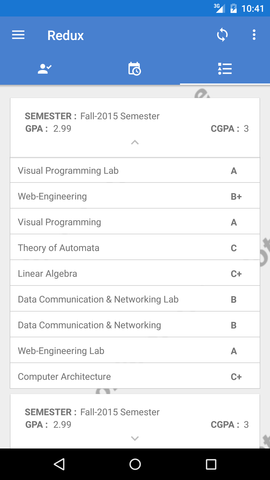 3G 10:41
Redux
SEMESTER : Fall-2015 Semester
GPA : 2.99 CGPA : 3
Visual Programming Lab A
Web-Engineering B+
Visual Programming A
Theory of Automata C
Linear Algebra C+
Data Communication & Networking Lab B
Data Communication & Networking B
Web-Engineering Lab A
Computer Architecture C+
SEMESTER : Fall-2015 Semester
GPA : 2.99 CGPA : 3